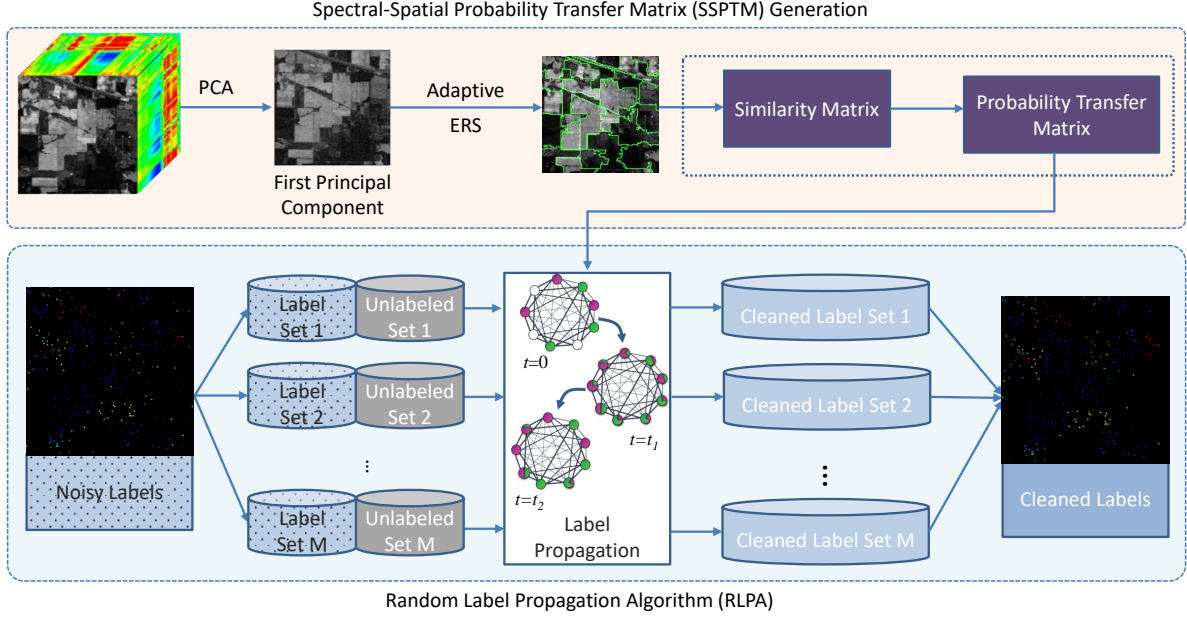 Spectral-Spatial Probability Transfer Matrix (SSPTM) Generation
PCA
First Principal
Component
Adaptive
ERS
Similarity Matrix
Probability Transfer
Matrix
Noisy Labels
Label
Set 1
Unlabeled
Set 1
Label
Set 2
Unlabeled
Set 2
...
Label
Set M
Unlabeled
Set M
t=0
t=t1
t=t2
Label
Propagation
Cleaned Label Set 1
Cleaned Label Set 2
...
Cleaned Label Set M
Cleaned Labels
Random Label Propagation Algorithm (RLPA)